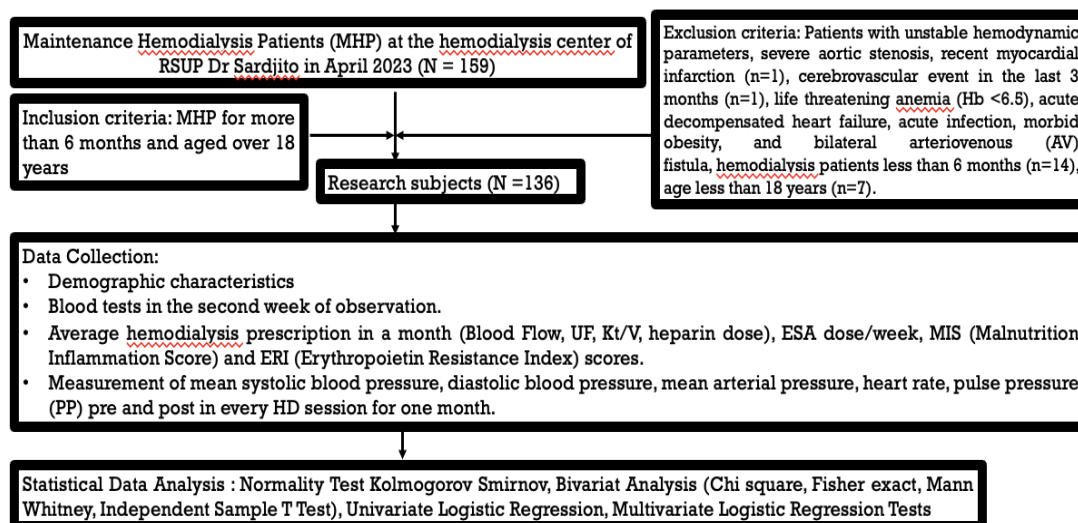 Maintenance Hemodialysis Patients (MHP) at the hemodialysis center of
RSUP Dr Sardjito in April 2023 (N = 159)
Exclusion criteria: Patients with unstable hemodynamic
parameters, severe aortic stenosis, recent myocardial
infarction (n=1), cerebrovascular event in the last 3
months (n=1), life threatening anemia (Hb <6.5), acute
decompensated heart failure, acute infection, morbid
obesity, and bilateral arteriovenous (AV)
fistula, hemodialysis patients less than 6 months (n=14),
age less than 18 years (n=7).
Inclusion criteria: MHP for more
than 6 months and aged over 18
years
Research subjects (N =136)
Data Collection:
• Demographic characteristics
• Blood tests in the second week of observation.
• Average hemodialysis prescription in a month (Blood Flow, UF, Kt/V, heparin dose), ESA dose/week, MIS (Malnutrition
Inflammation Score) and ERI (Erythropoietin Resistance Index) scores.
• Measurement of mean systolic blood pressure, diastolic blood pressure, mean arterial pressure, heart rate, pulse pressure
(PP) pre and post in every HD session for one month.
Statistical Data Analysis : Normality Test Kolmogorov Smirnov, Bivariat Analysis (Chi square, Fisher exact, Mann
Whitney, Independent Sample T Test), Univariate Logistic Regression, Multivariate Logistic Regression Tests